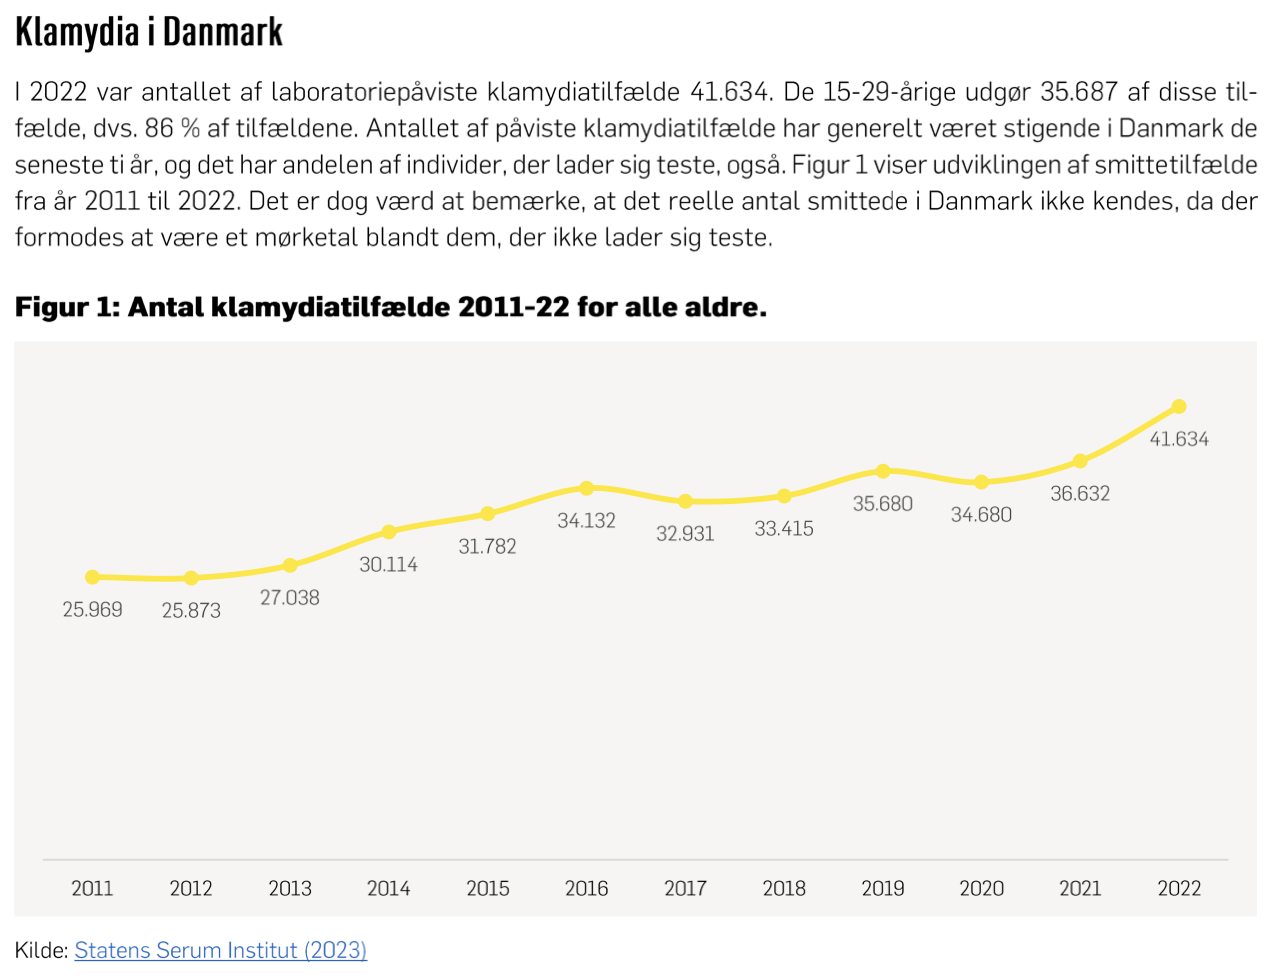 Klamydia i Danmark
I 2022 var antallet af laboratoriepåviste klamydiatilfælde 41.634. De 15-29-årige udgør 35.687 af disse til-
fælde, dvs. 86 % af tilfældene. Antallet af påviste klamydiatilfælde har generelt været stigende i Danmark de
seneste ti år, og det har andelen af individer, der lader sig teste, også. Figur 1 viser udviklingen af smittetilfælde
fra år 2011 til 2022. Det er dog værd at bemærke, at det reelle antal smittede i Danmark ikke kendes, da der
formodes at være et mørketal blandt dem, der ikke lader sig teste.
Figur 1: Antal klamydiatilfælde 2011-22 for alle aldre.
25.969 25.873 27.038 30.114 31.782 34.132 32.931 33.415 35.680 34.680 36.632 41.634
2011 2012 2013 2014 2015 2016 2017 2018 2019 2020 2021 2022
Kilde: Statens Serum Institut (2023)